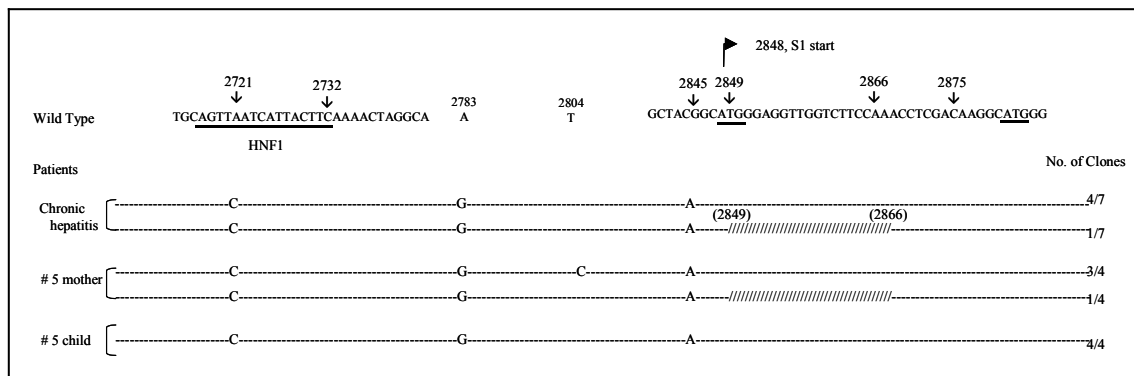 2848, S1 start
2721 2732 2783 2804 2845 2849 2866 2875
Wild Type TGCAGTTAATCATTACTTCAAAACTAGGCA A T GCTACGGCATGGGAGGTTGGTCTTCCAAACCTCGACAAGGCATGGG
HNF1
Patients No. of Clones
Chronic hepatitis
C G A 4/7
(2849) (2866)
C G A ////////////////////////////////////////// 1/7
# 5 mother
C G C A 3/4
C G A ////////////////////////////////////////// 1/4
# 5 child C G A 4/4